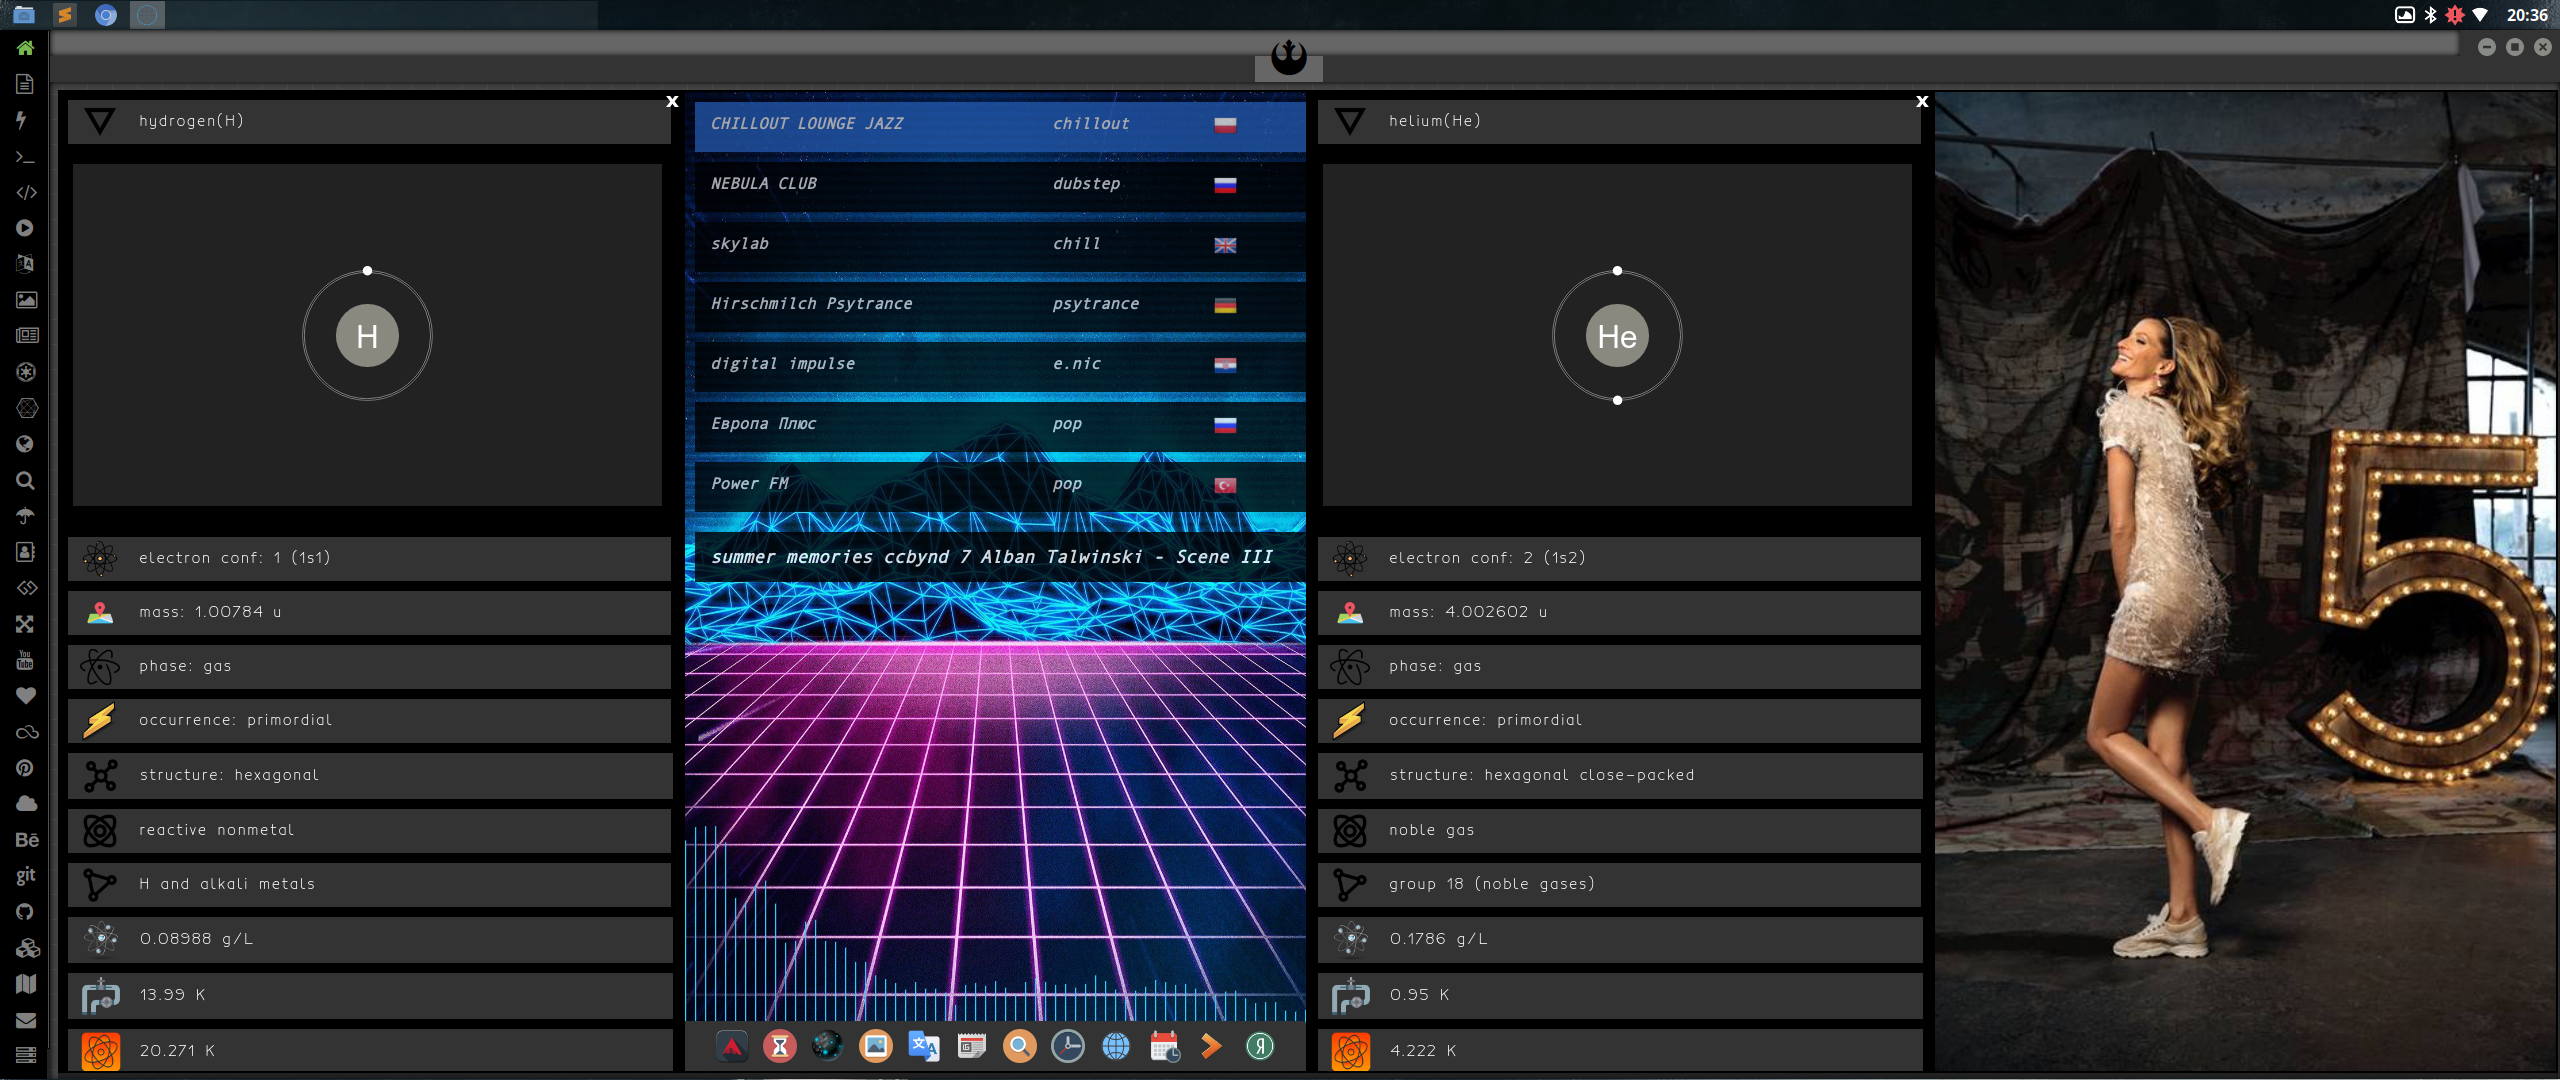 20:36
hydrogen(H)
H
electron conf: 1 (1s1)
mass: 1.00784 u
phase: gas
occurrence: primordial
structure: hexagonal
reactive nonmetal
H and alkali metals
0.08988 g/L
13.99 K
20.271 K
CHILLOUT LOUNGE JAZZ chillout
NEBULA CLUB dubstep
skylab chill
Hirschmilch Psytrance psytrance
digital impulse e.nic
Европа Плюс pop
Power FM pop
summer memories ccbynd 7 Alban Talwinski - Scene III
helium(He)
He
electron conf: 2 (1s2)
mass: 4.002602 u
phase: gas
occurrence: primordial
structure: hexagonal close-packed
noble gas
group 18 (noble gases)
0.1786 g/L
0.95 K
4.222 K
5
You
Tube
Bē
git
Я